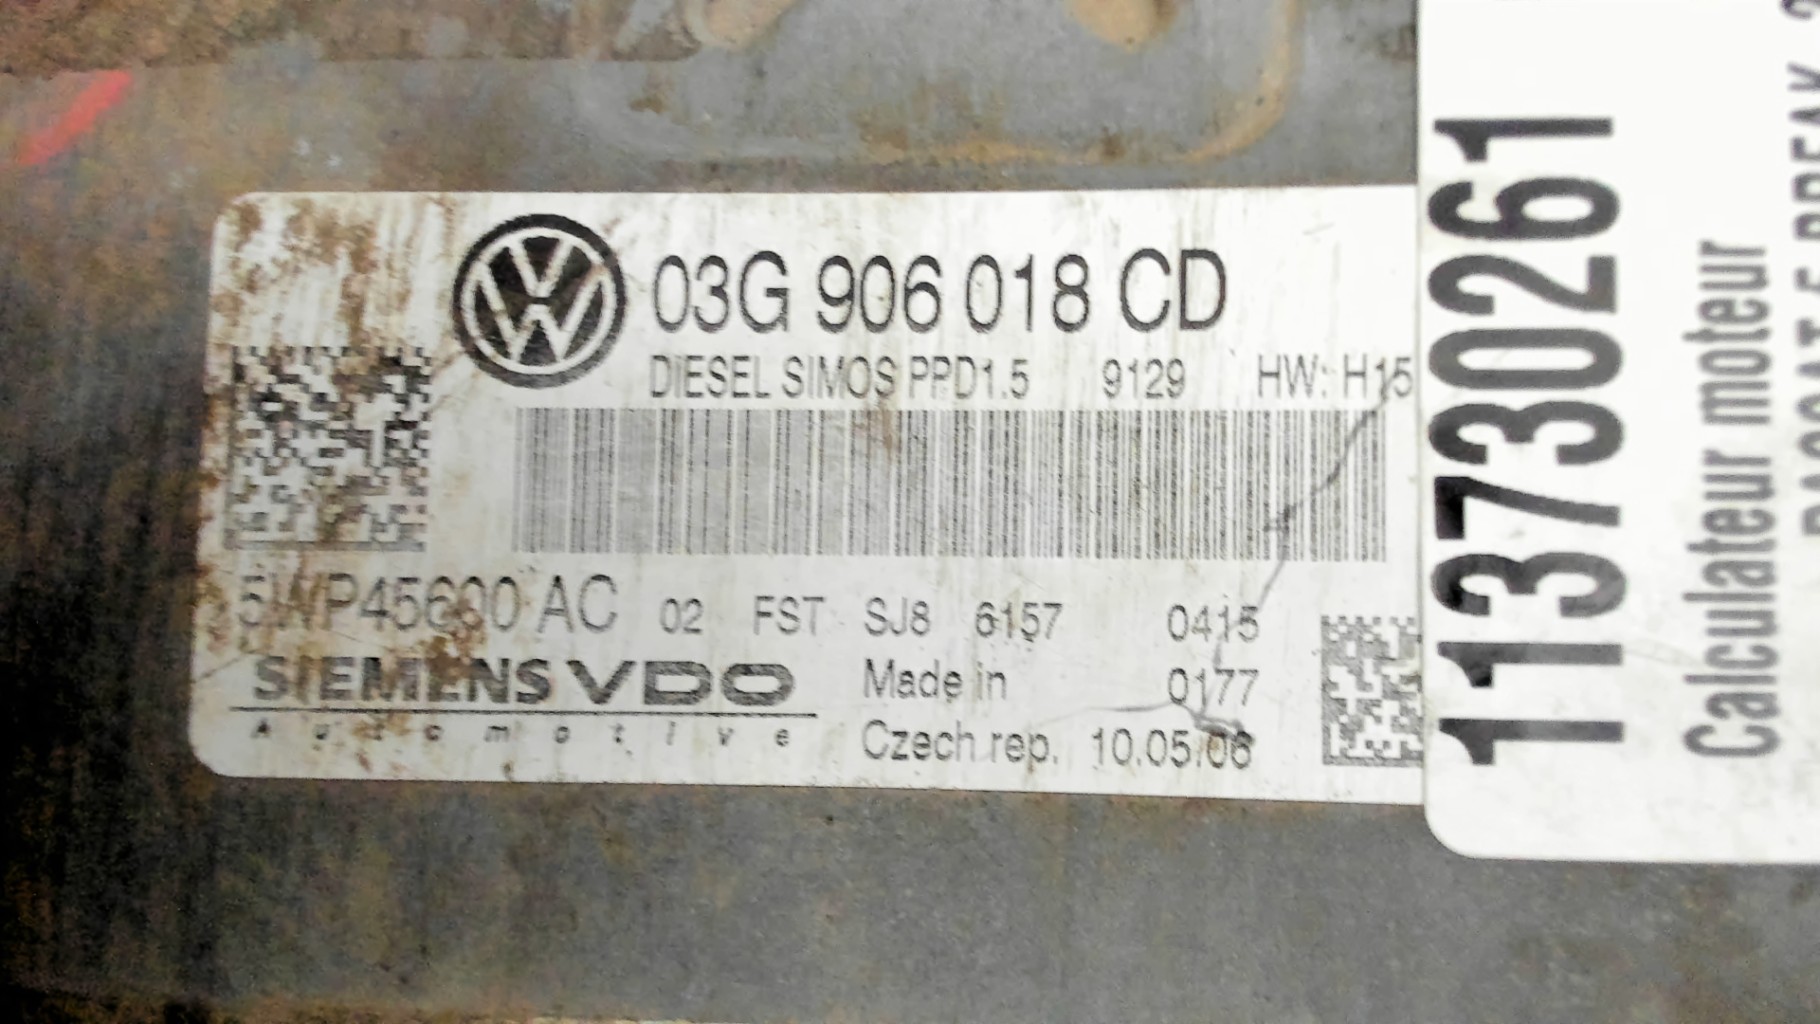 03G 906 018 CD
DIESEL SIMOS PPD1.5 9129 HW: H15
AC 02 FST SJ8 6157 0415
SIEMENS VDO Made in 0177
Automotive Czech rep. 10.05.06
113730261
Calculateur moteur